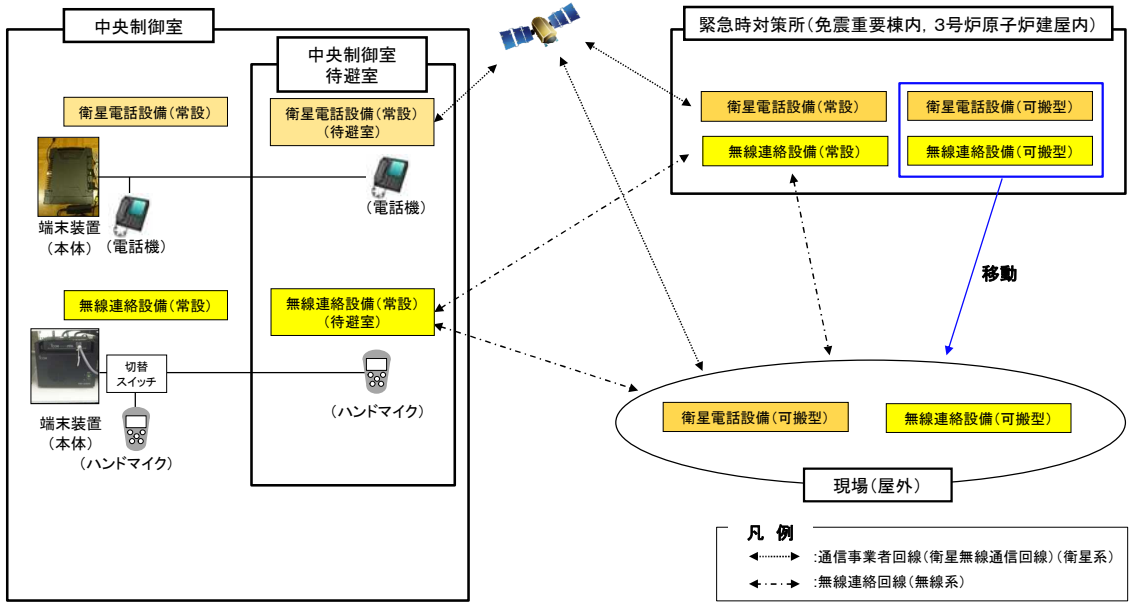 中央制御室
中央制御室
待避室
衛星電話設備(常設)
衛星電話設備(常設)
(待避室)
端末装置
(本体)
(電話機)
(電話機)
無線連絡設備(常設)
無線連絡設備(常設)
(待避室)
切替
スイッチ
端末装置
(本体)
(ハンドマイク)
(ハンドマイク)
緊急時対策所(免震重要棟内, 3号炉原子炉建屋内)
衛星電話設備(常設)
衛星電話設備(可搬型)
無線連絡設備(常設)
無線連絡設備(可搬型)
移動
衛星電話設備(可搬型)
無線連絡設備(可搬型)
現場(屋外)
凡 例
:通信事業者回線(衛星無線通信回線)(衛星系)
:無線連絡回線(無線系)